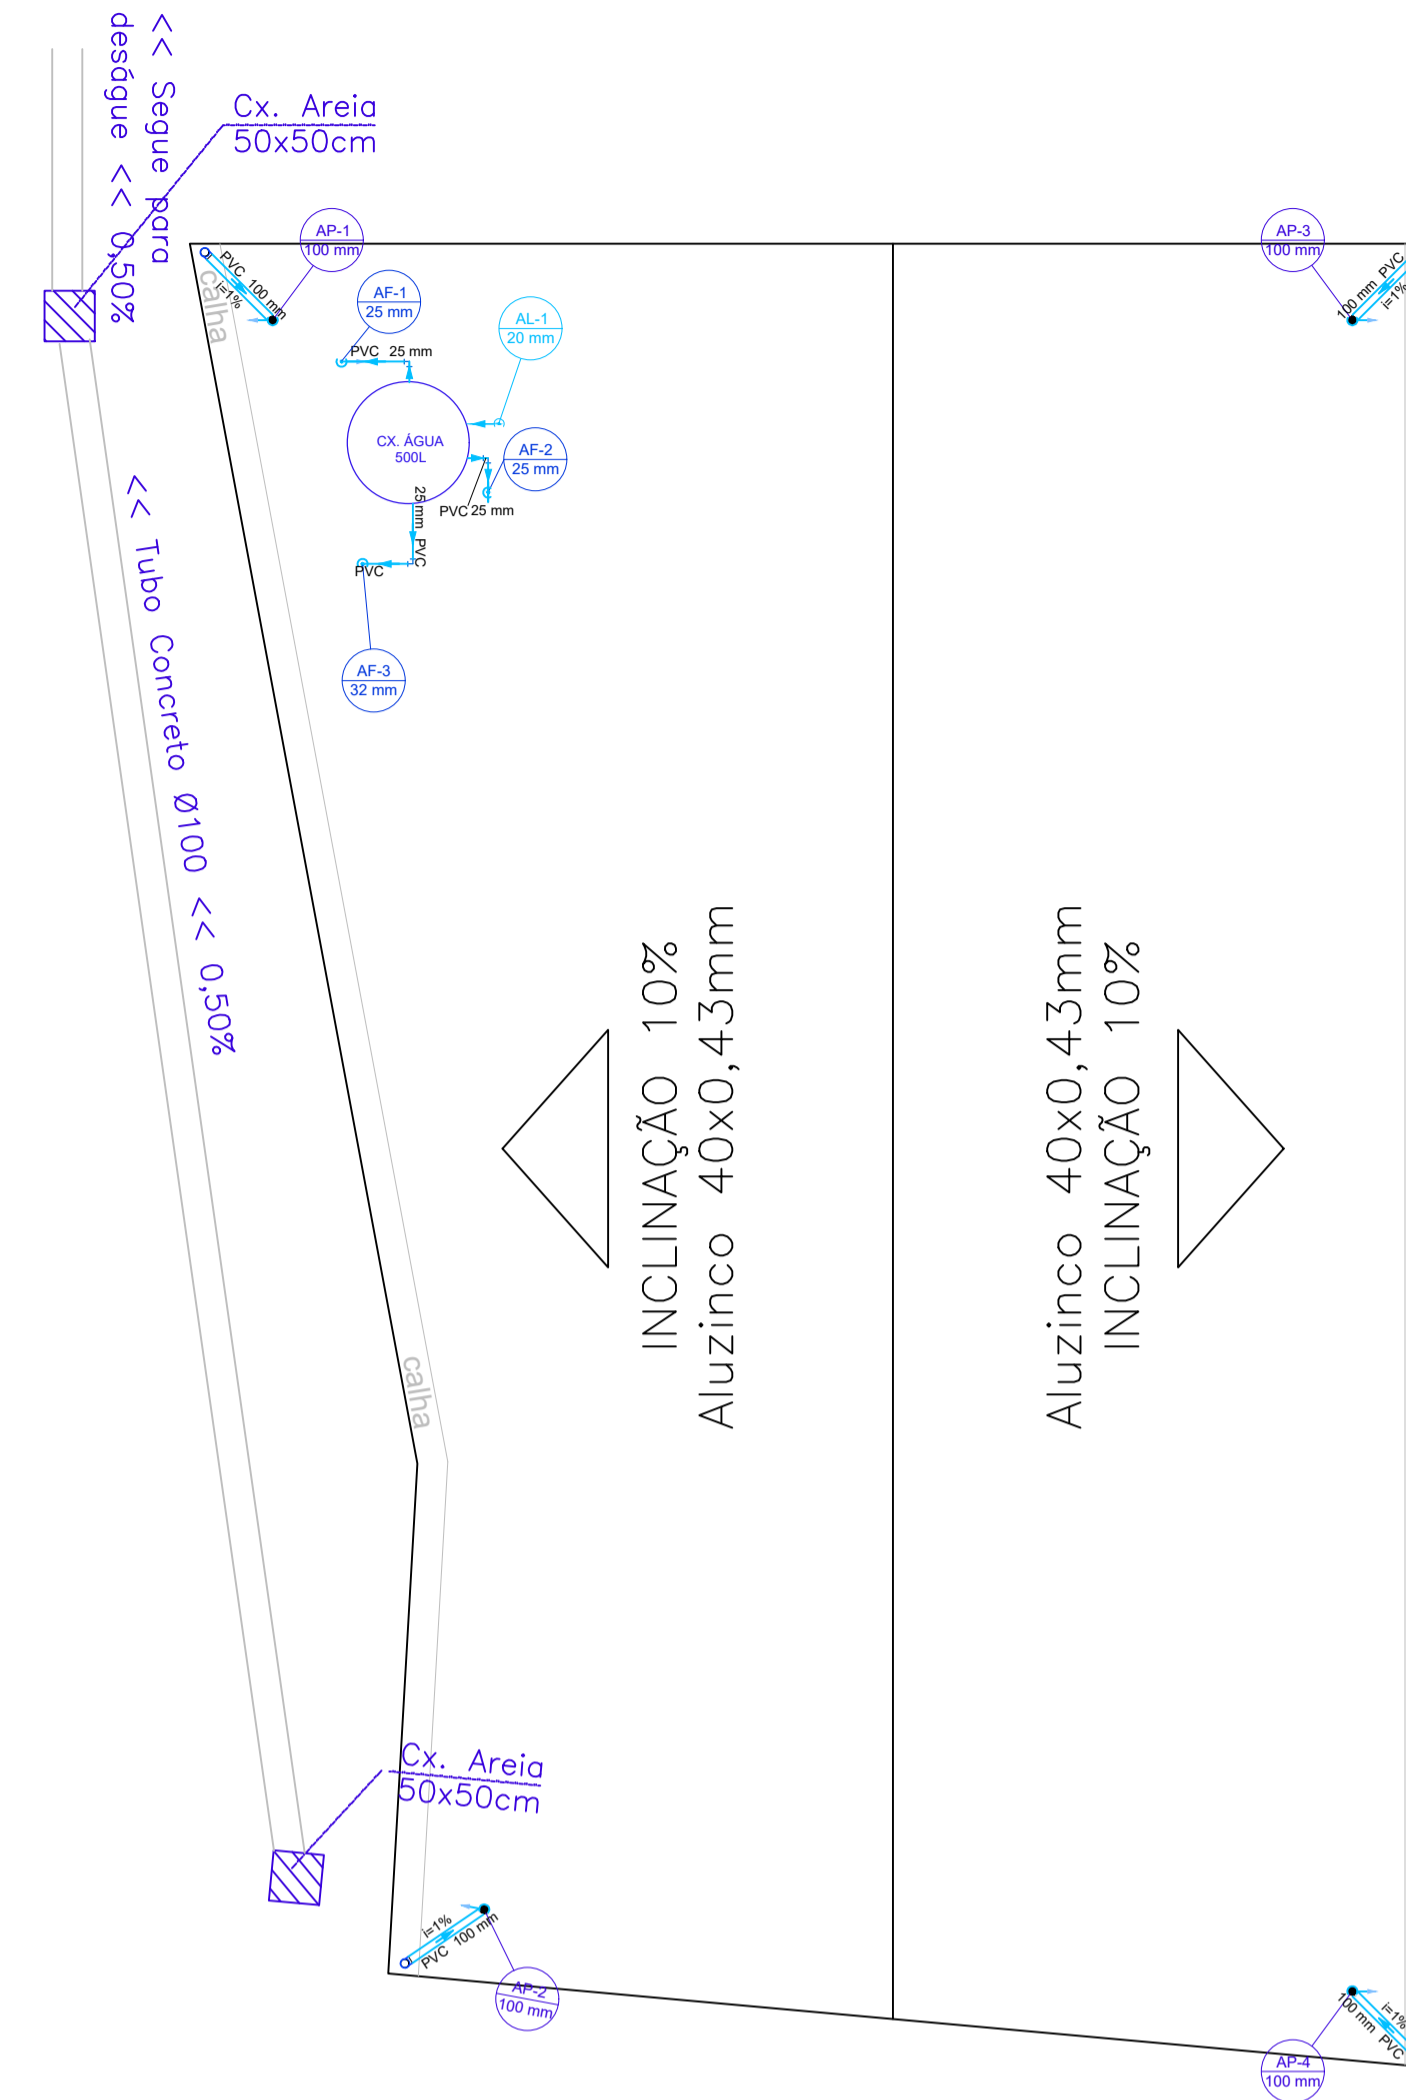 << Segue para
deságue << 0,50%
Cx. Areia
50x50cm
AP-1
100 mm
PVC 100 mm
i=1%
calha
AF-1
25 mm
PVC 25 mm
AL-1
20 mm
CX. ÁGUA
500L
AF-2
25 mm
PVC 25 mm
25 mm PVC
PVC
AF-3
32 mm
AP-3
100 mm
100 mm PVC
i=1%
<< Tubo Concreto Ø100 << 0,50%
INCLINAÇÃO 10%
Aluzinco 40x0,43mm
Aluzinco 40x0,43mm
INCLINAÇÃO 10%
calha
Cx. Areia
50x50cm
i=1%
PVC 100 mm
AP-2
100 mm
i=1%
100 mm PVC
AP-4
100 mm